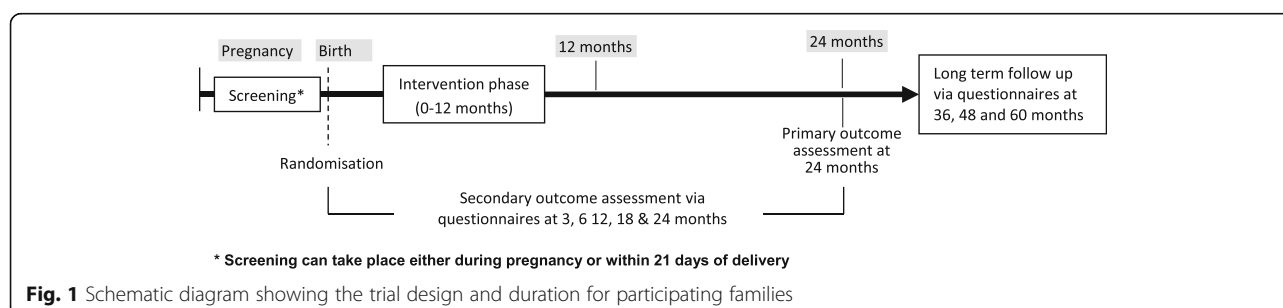 Pregnancy Birth 12 months 24 months
Screening*
Intervention phase
(0-12 months)
Long term follow up
via questionnaires at
36, 48 and 60 months
Randomisation
Primary outcome
assessment at
24 months
Secondary outcome assessment via
questionnaires at 3, 6 12, 18 & 24 months
* Screening can take place either during pregnancy or within 21 days of delivery
Fig. 1 Schematic diagram showing the trial design and duration for participating families